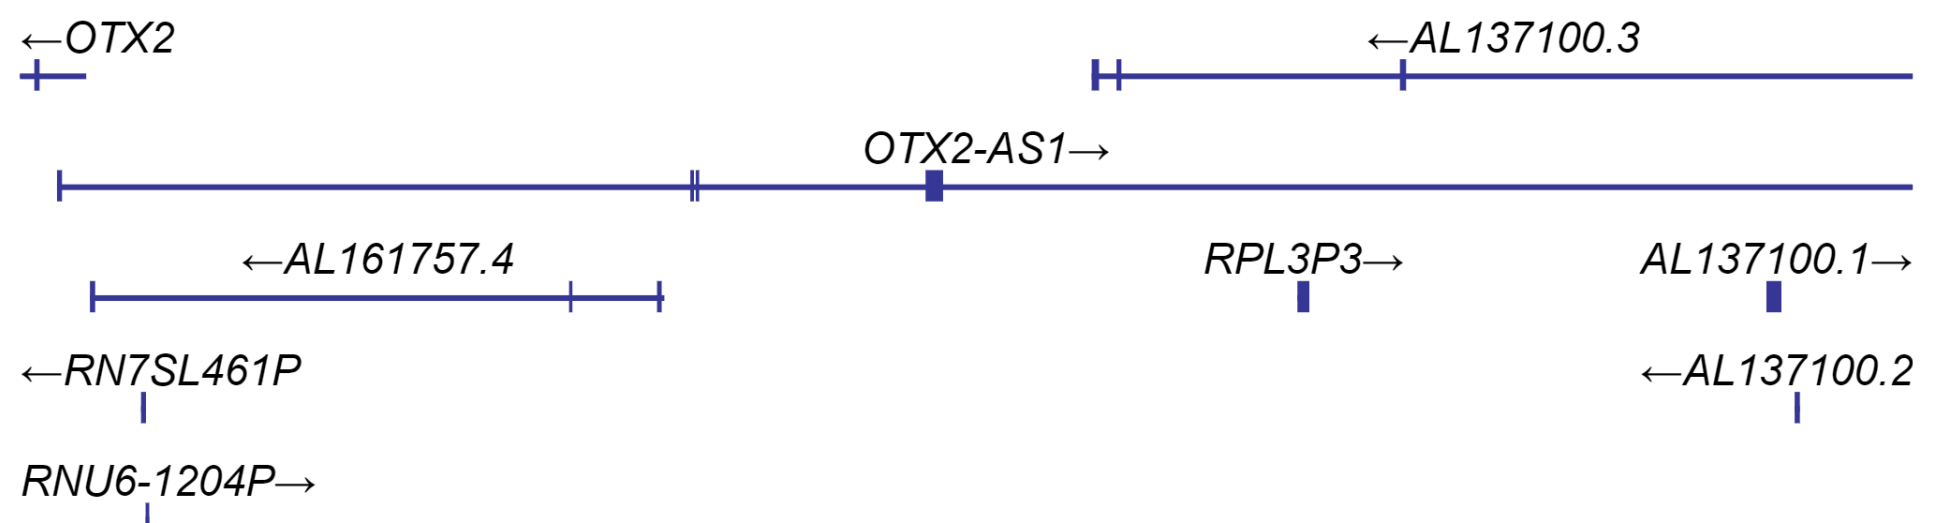 ←OTX2 ←AL137100.3
OTX2-AS1→
←AL161757.4 RPL3P3→ AL137100.1→
←RN7SL461P ←AL137100.2
RNU6-1204P→